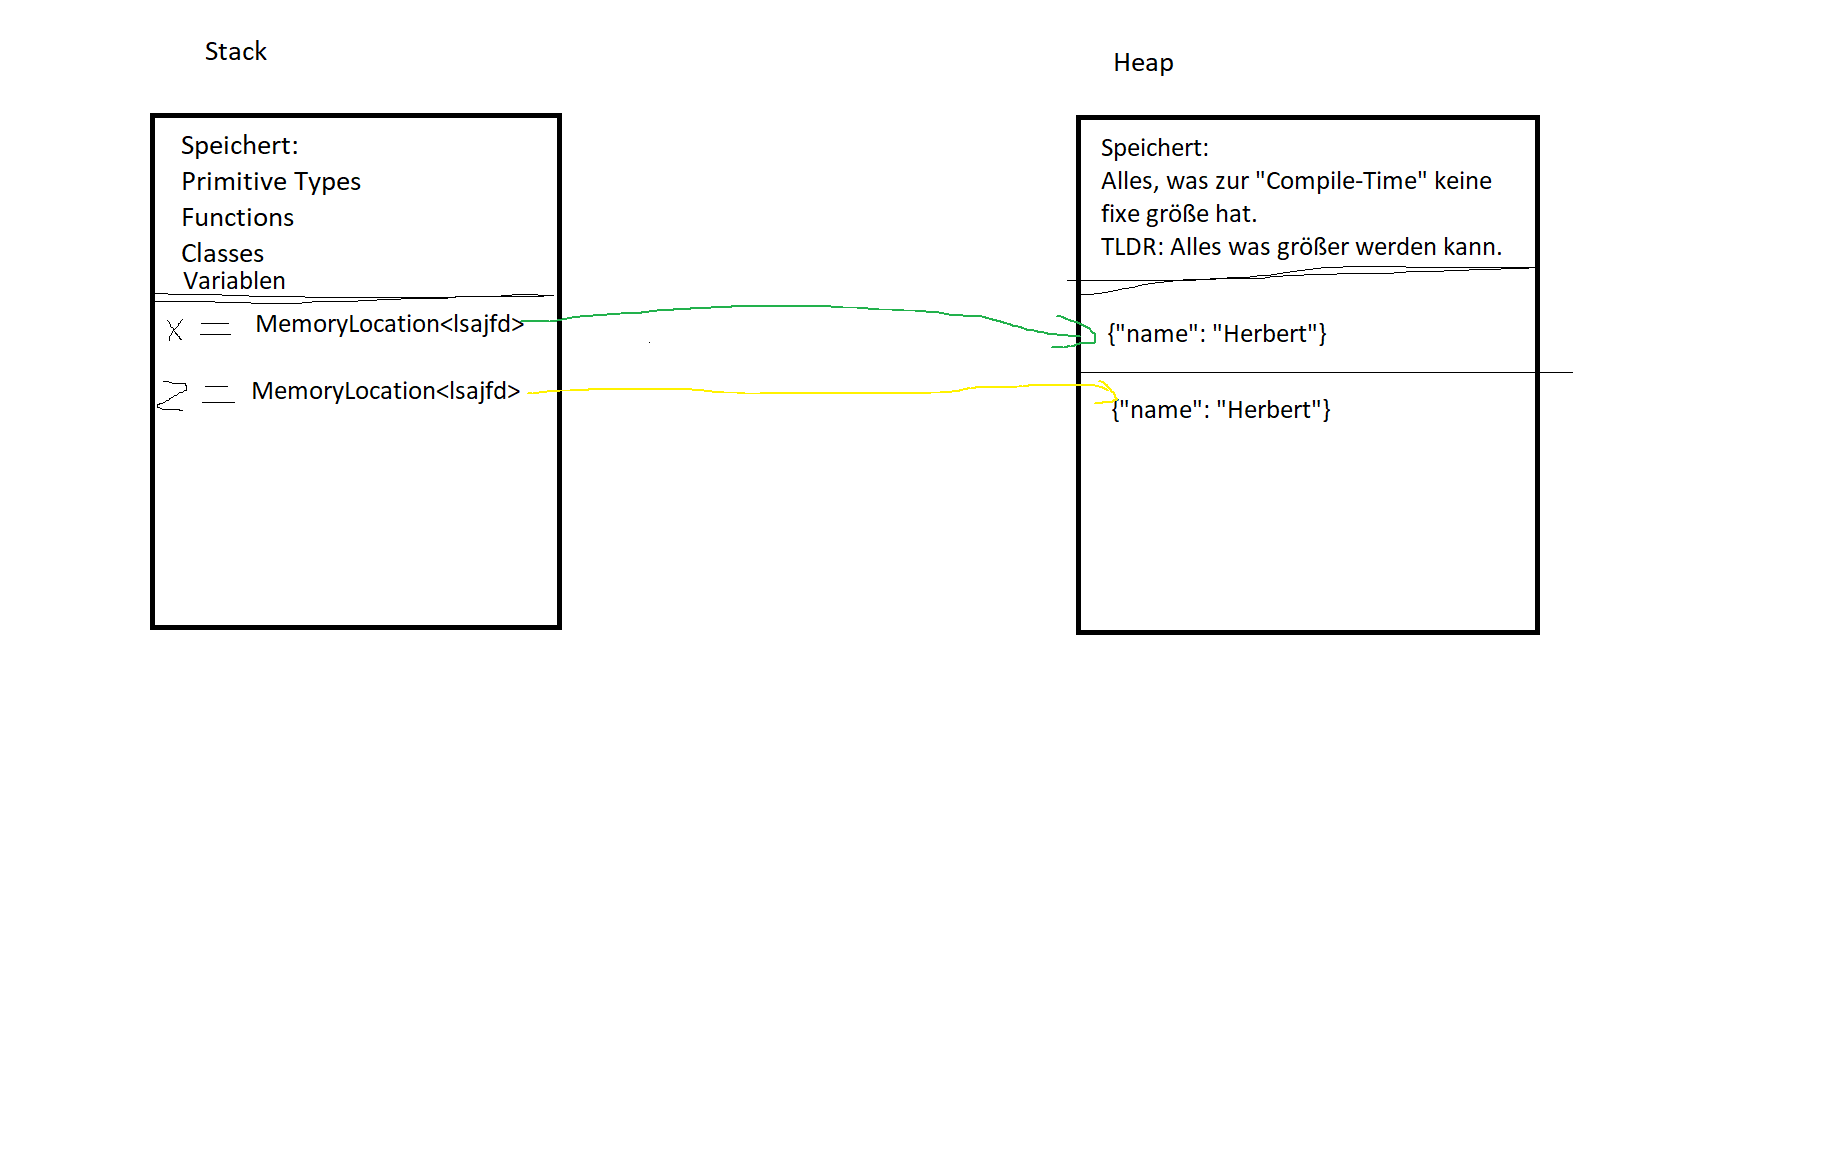 Stack
Speichert:
Primitive Types
Functions
Classes
Variablen
x = MemoryLocation<lsajfd>
z = MemoryLocation<lsajfd>
Heap
Speichert:
Alles, was zur "Compile-Time" keine
fixe größe hat.
TLDR: Alles was größer werden kann.
{"name": "Herbert"}
{"name": "Herbert"}